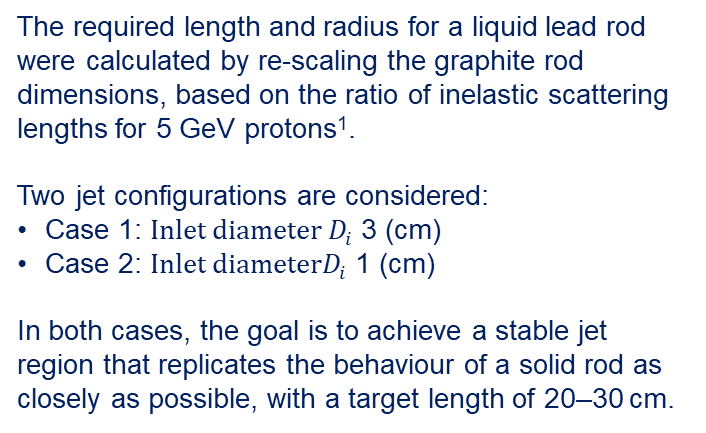 The required length and radius for a liquid lead rod
were calculated by re-scaling the graphite rod
dimensions, based on the ratio of inelastic scattering
lengths for 5 GeV protons¹.
Two jet configurations are considered:
• Case 1: Inlet diameter Dᵢ 3 (cm)
• Case 2: Inlet diameterDᵢ 1 (cm)
In both cases, the goal is to achieve a stable jet
region that replicates the behaviour of a solid rod as
closely as possible, with a target length of 20–30 cm.